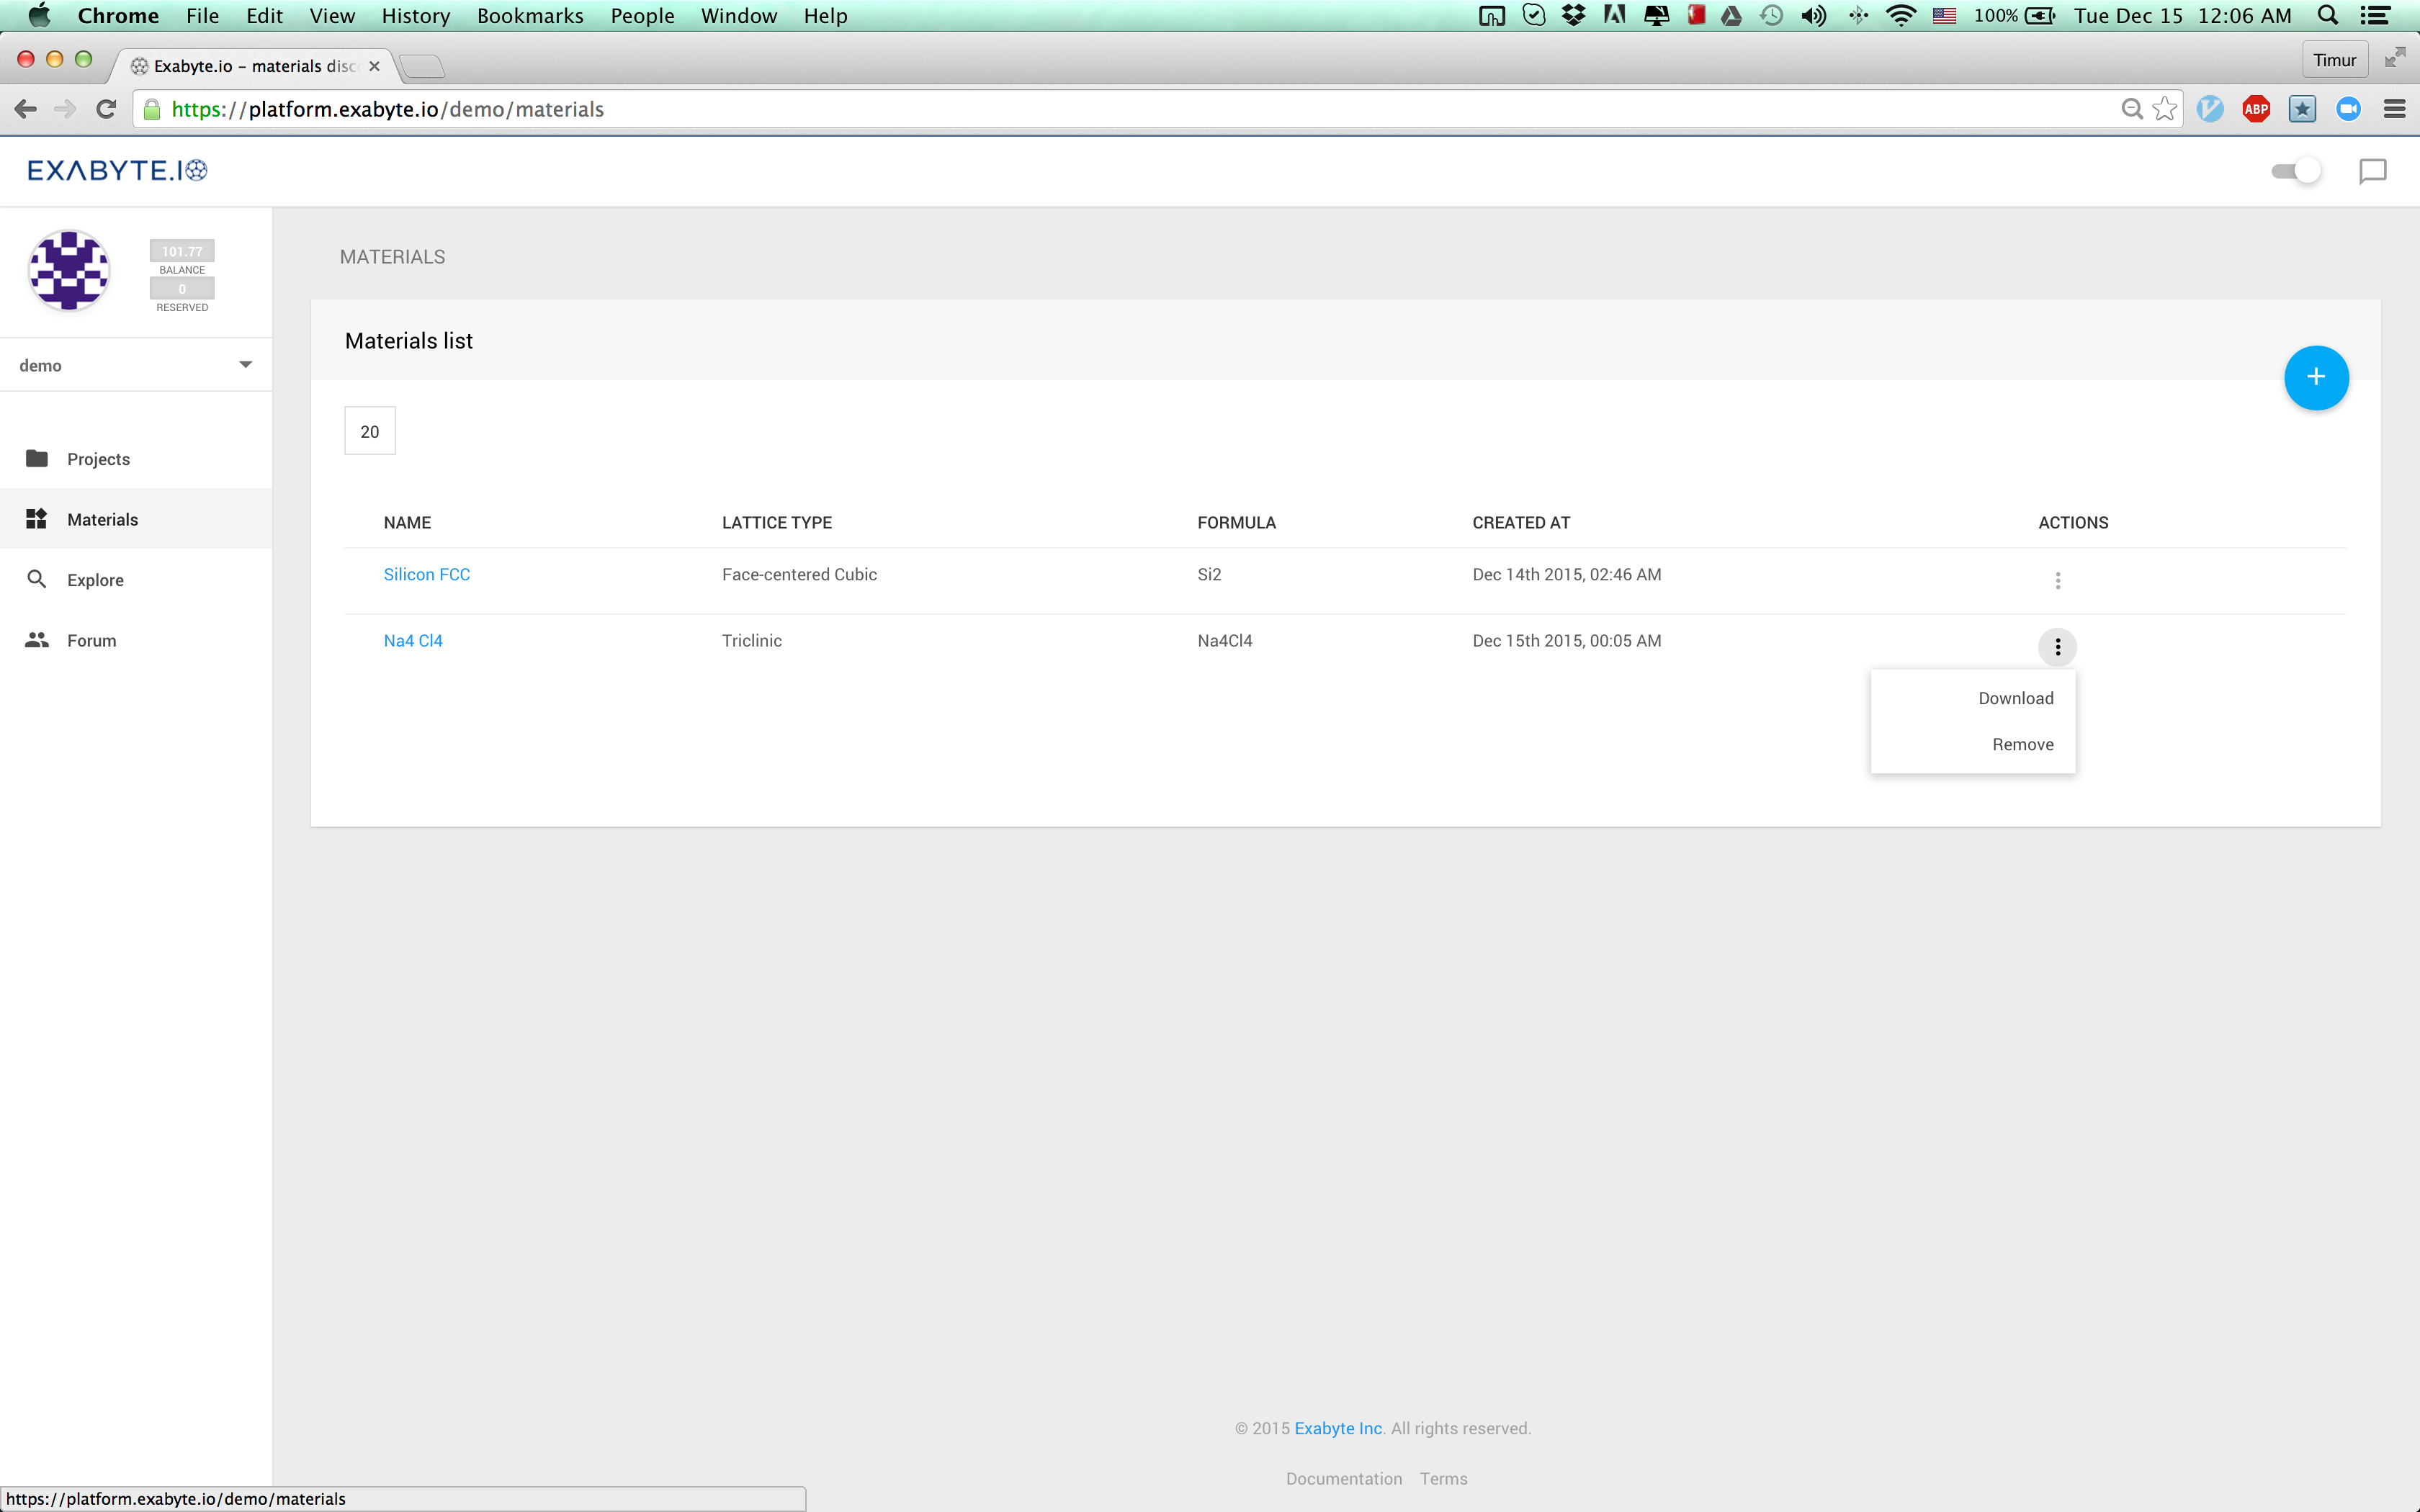 Chrome File Edit View History Bookmarks People Window Help 100% Tue Dec 15 12:06 AM
Exabyte.io – materials disc Timur
https://platform.exabyte.io/demo/materials ABP
EXABYTE.IO
101.77
BALANCE
0
RESERVED
demo
Projects
Materials
Explore
Forum
MATERIALS
Materials list
+
20
NAME LATTICE TYPE FORMULA CREATED AT ACTIONS
Silicon FCC Face-centered Cubic Si2 Dec 14th 2015, 02:46 AM
Na4 Cl4 Triclinic Na4Cl4 Dec 15th 2015, 00:05 AM
Download
Remove
© 2015 Exabyte Inc. All rights reserved.
Documentation Terms
https://platform.exabyte.io/demo/materials